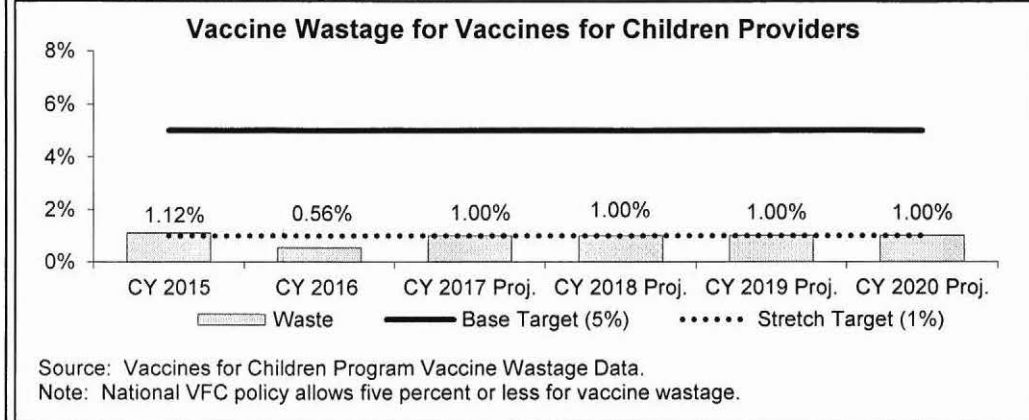 Vaccine Wastage for Vaccines for Children Providers
8%
6%
4%
2%
0%
1.12%
0.56%
1.00%
1.00%
1.00%
1.00%
CY 2015
CY 2016
CY 2017 Proj.
CY 2018 Proj.
CY 2019 Proj.
CY 2020 Proj.
Waste
Base Target (5%)
Stretch Target (1%)
Source: Vaccines for Children Program Vaccine Wastage Data.
Note: National VFC policy allows five percent or less for vaccine wastage.